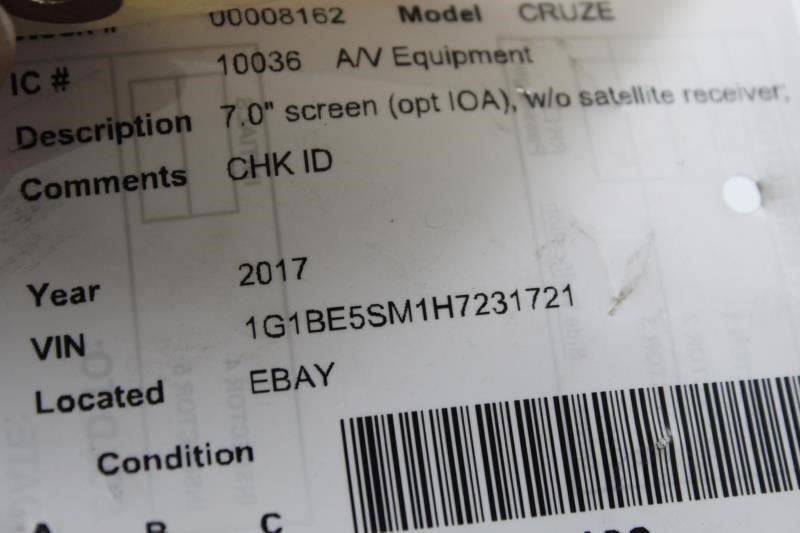 00008162 Model CRUZE
IC # 10036 A/V Equipment
Description 7.0" screen (opt IOA), w/o satellite receiver;
Comments CHK ID
Year 2017
VIN 1G1BE5SM1H7231721
Located EBAY
Condition
A B C